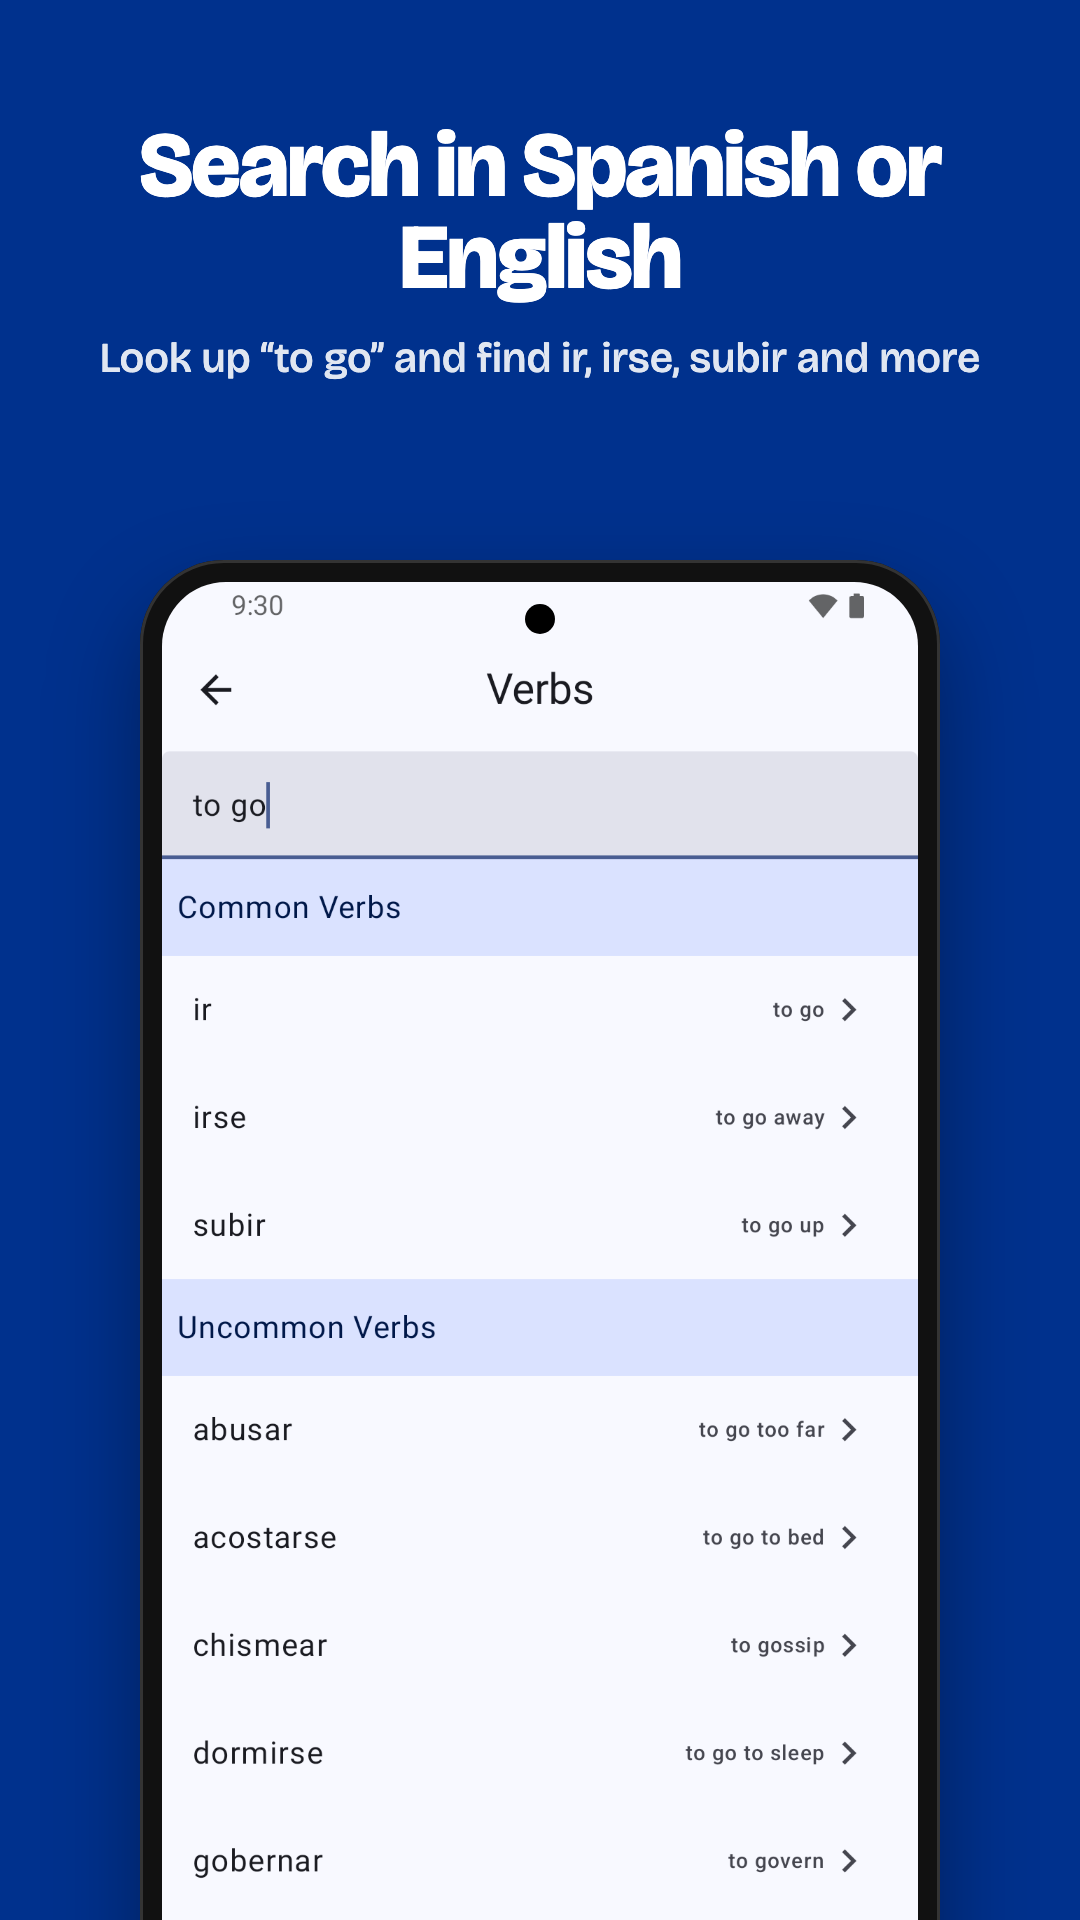 Search in Spanish or
English
Look up “to go” and find ir, irse, subir and more
9:30
Verbs
to go
Common Verbs
ir to go
irse to go away
subir to go up
Uncommon Verbs
abusar to go too far
acostarse to go to bed
chismear to gossip
dormirse to go to sleep
gobernar to govern